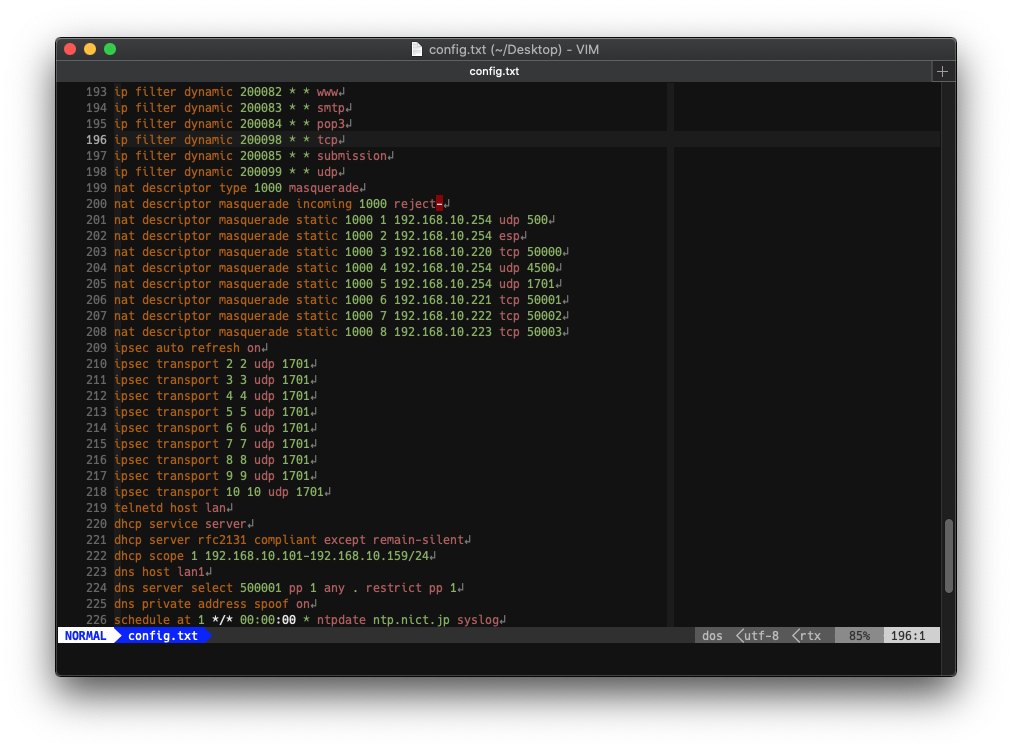 config.txt (~/Desktop) - VIM
config.txt
193 ip filter dynamic 200082 * * www↲
194 ip filter dynamic 200083 * * smtp↲
195 ip filter dynamic 200084 * * pop3↲
196 ip filter dynamic 200098 * * tcp↲
197 ip filter dynamic 200085 * * submission↲
198 ip filter dynamic 200099 * * udp↲
199 nat descriptor type 1000 masquerade↲
200 nat descriptor masquerade incoming 1000 reject-↲
201 nat descriptor masquerade static 1000 1 192.168.10.254 udp 500↲
202 nat descriptor masquerade static 1000 2 192.168.10.254 esp↲
203 nat descriptor masquerade static 1000 3 192.168.10.220 tcp 50000↲
204 nat descriptor masquerade static 1000 4 192.168.10.254 udp 4500↲
205 nat descriptor masquerade static 1000 5 192.168.10.254 udp 1701↲
206 nat descriptor masquerade static 1000 6 192.168.10.221 tcp 50001↲
207 nat descriptor masquerade static 1000 7 192.168.10.222 tcp 50002↲
208 nat descriptor masquerade static 1000 8 192.168.10.223 tcp 50003↲
209 ipsec auto refresh on↲
210 ipsec transport 2 2 udp 1701↲
211 ipsec transport 3 3 udp 1701↲
212 ipsec transport 4 4 udp 1701↲
213 ipsec transport 5 5 udp 1701↲
214 ipsec transport 6 6 udp 1701↲
215 ipsec transport 7 7 udp 1701↲
216 ipsec transport 8 8 udp 1701↲
217 ipsec transport 9 9 udp 1701↲
218 ipsec transport 10 10 udp 1701↲
219 telnetd host lan↲
220 dhcp service server↲
221 dhcp server rfc2131 compliant except remain-silent↲
222 dhcp scope 1 192.168.10.101-192.168.10.159/24↲
223 dns host lan1↲
224 dns server select 500001 pp 1 any . restrict pp 1↲
225 dns private address spoof on↲
226 schedule at 1 */* 00:00:00 * ntpdate ntp.nict.jp syslog↲
NORMAL config.txt dos utf-8 rtx 85% 196:1